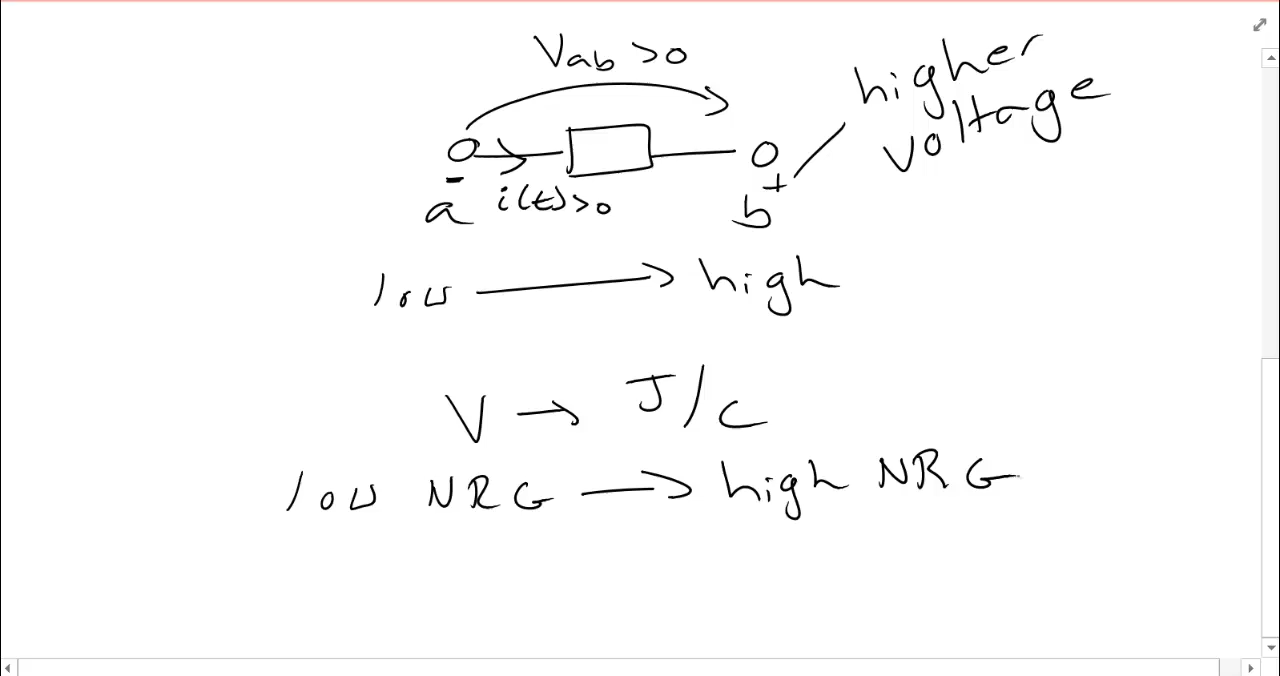 Vab >0
higher
voltage
- +
a i(t)>0 b
low → high
V → J/C
low NRG → high NRG